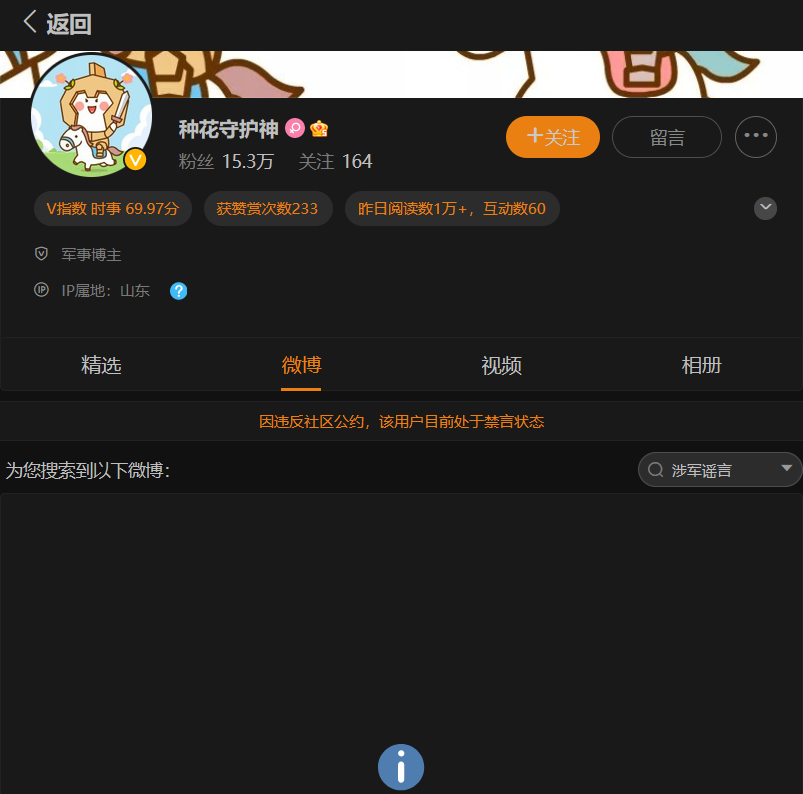 返回
种花守护神
粉丝 15.3万 关注 164
+关注 留言
V指数 时事 69.97分 获赞赏次数233 昨日阅读数1万+，互动数60
军事博主
IP属地：山东
精选 微博 视频 相册
因违反社区公约，该用户目前处于禁言状态
为您搜索到以下微博：
涉军谣言